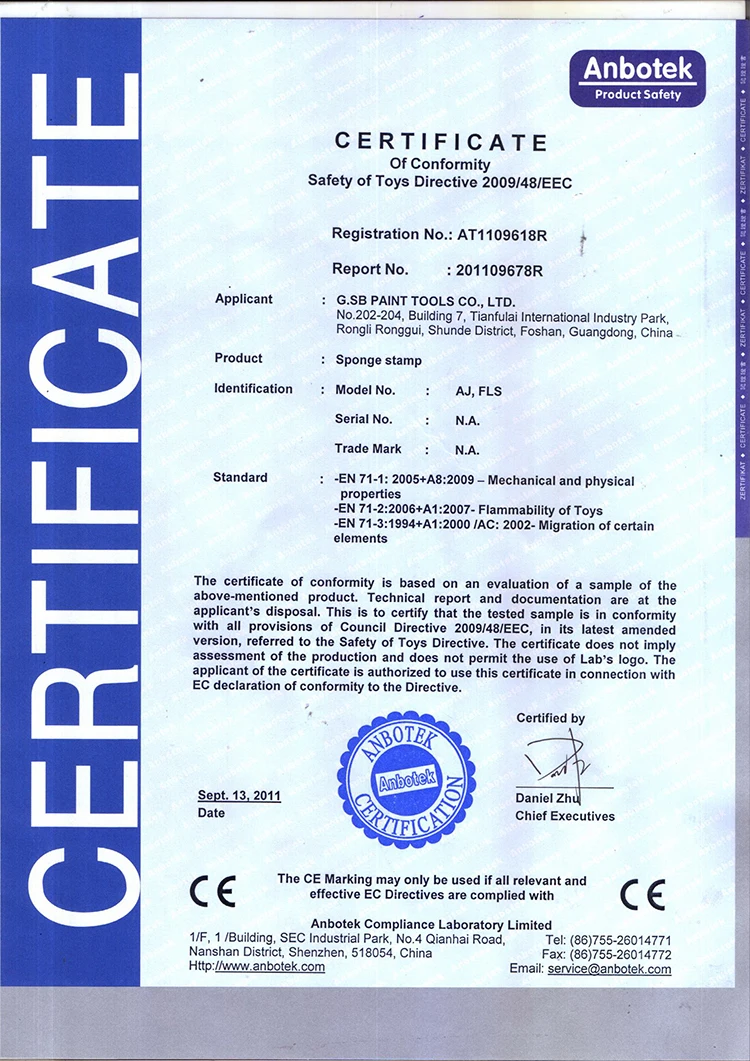 CERTIFICATE
Anbotek
Product Safety
CERTIFICATE
Of Conformity
Safety of Toys Directive 2009/48/EEC
Registration No.: AT1109618R
Report No. : 201109678R
Applicant : G.SB PAINT TOOLS CO., LTD.
No.202-204, Building 7, Tianfulai International Industry Park,
Rongli Ronggui, Shunde District, Foshan, Guangdong, China
Product : Sponge stamp
Identification : Model No. : AJ, FLS
Serial No. : N.A.
Trade Mark : N.A.
Standard : -EN 71-1: 2005+A8:2009 – Mechanical and physical
properties
-EN 71-2:2006+A1:2007- Flammability of Toys
-EN 71-3:1994+A1:2000 /AC: 2002- Migration of certain
elements
The certificate of conformity is based on an evaluation of a sample of the
above-mentioned product. Technical report and documentation are at the
applicant's disposal. This is to certify that the tested sample is in conformity
with all provisions of Council Directive 2009/48/EEC, in its latest amended
version, referred to the Safety of Toys Directive. The certificate does not imply
assessment of the production and does not permit the use of Lab's logo. The
applicant of the certificate is authorized to use this certificate in connection with
EC declaration of conformity to the Directive.
Certified by
ANBOTEK
Anbotek
CERTIFICATION
Sept. 13, 2011
Date
Daniel Zhu
Chief Executives
CE
The CE Marking may only be used if all relevant and
effective EC Directives are complied with
CE
Anbotek Compliance Laboratory Limited
1/F, 1 /Building, SEC Industrial Park, No.4 Qianhai Road,
Nanshan District, Shenzhen, 518054, China
Http://www.anbotek.com
Tel: (86)755-26014771
Fax: (86)755-26014772
Email: service@anbotek.com
ZERTIFIKAT ◆ CERTIFICATE ◆ ZERTIFIKAT ◆ CERTIFICATE ◆ ZERTIFIKAT ◆ CERTIFICATE ◆